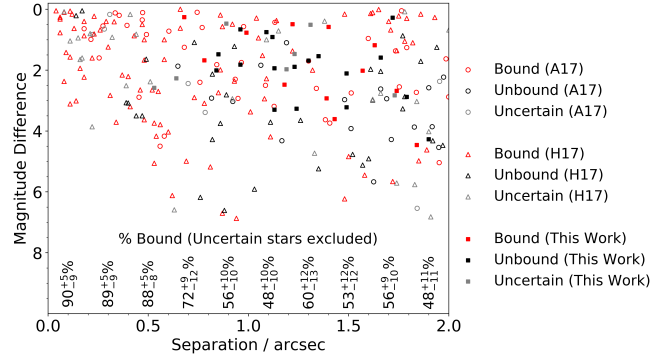 0
2
4
6
8
Magnitude Difference
% Bound (Uncertain stars excluded)
90+5−9%
89+5−9%
88+5−8%
72+9−12%
56+10−10%
48+10−10%
60+12−13%
53+12−12%
56+9−10%
48+11−11%
0.0 0.5 1.0 1.5 2.0
Separation / arcsec
Bound (A17)
Unbound (A17)
Uncertain (A17)
Bound (H17)
Unbound (H17)
Uncertain (H17)
Bound (This Work)
Unbound (This Work)
Uncertain (This Work)